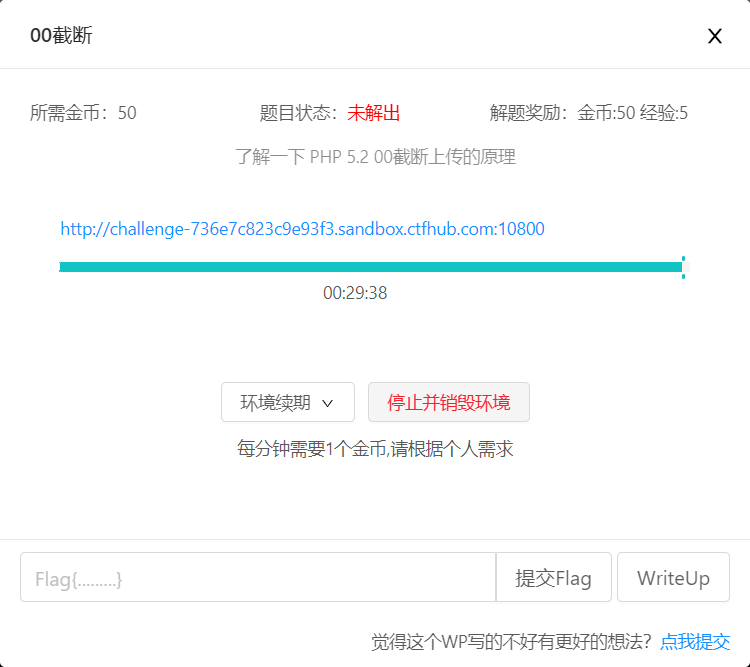 00截断
X
所需金币：50 题目状态：未解出 解题奖励：金币:50 经验:5
了解一下 PHP 5.2 00截断上传的原理
http://challenge-736e7c823c9e93f3.sandbox.ctfhub.com:10800
00:29:38
环境续期 停止并销毁环境
每分钟需要1个金币,请根据个人需求
Flag{.........} 提交Flag WriteUp
觉得这个WP写的不好有更好的想法？点我提交